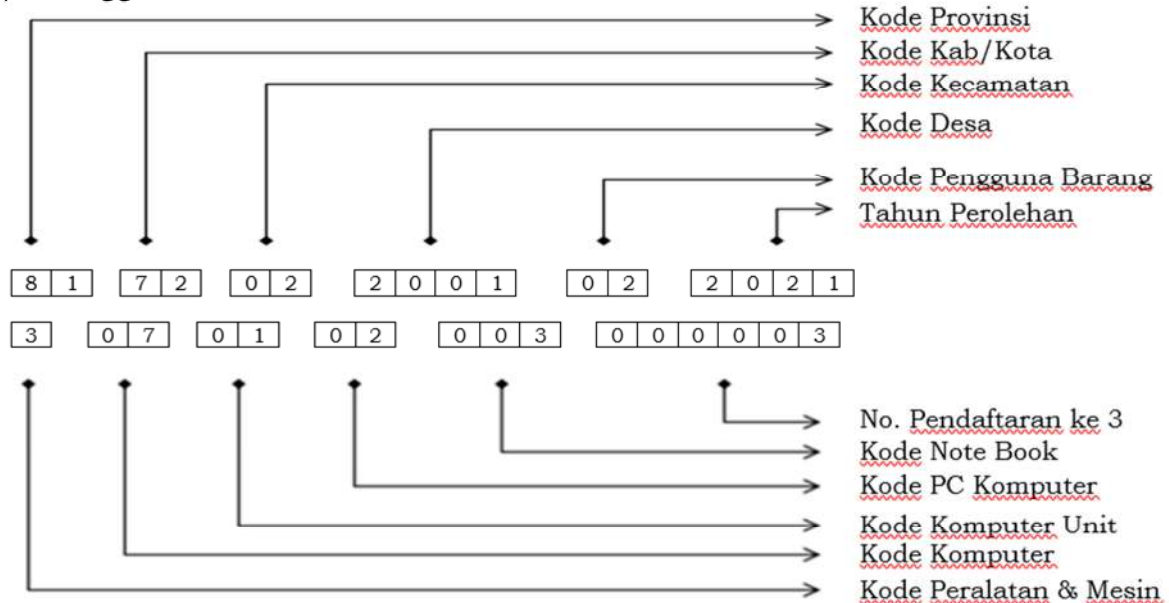 Kode Provinsi
Kode Kab/Kota
Kode Kecamatan
Kode Desa
Kode Pengguna Barang
Tahun Perolehan
8 1 7 2 0 2 2 0 0 1 0 2 2 0 2 1
3 0 7 0 1 0 2 0 0 3 0 0 0 0 0 3
No. Pendaftaran ke 3
Kode Note Book
Kode PC Komputer
Kode Komputer Unit
Kode Komputer
Kode Peralatan & Mesin